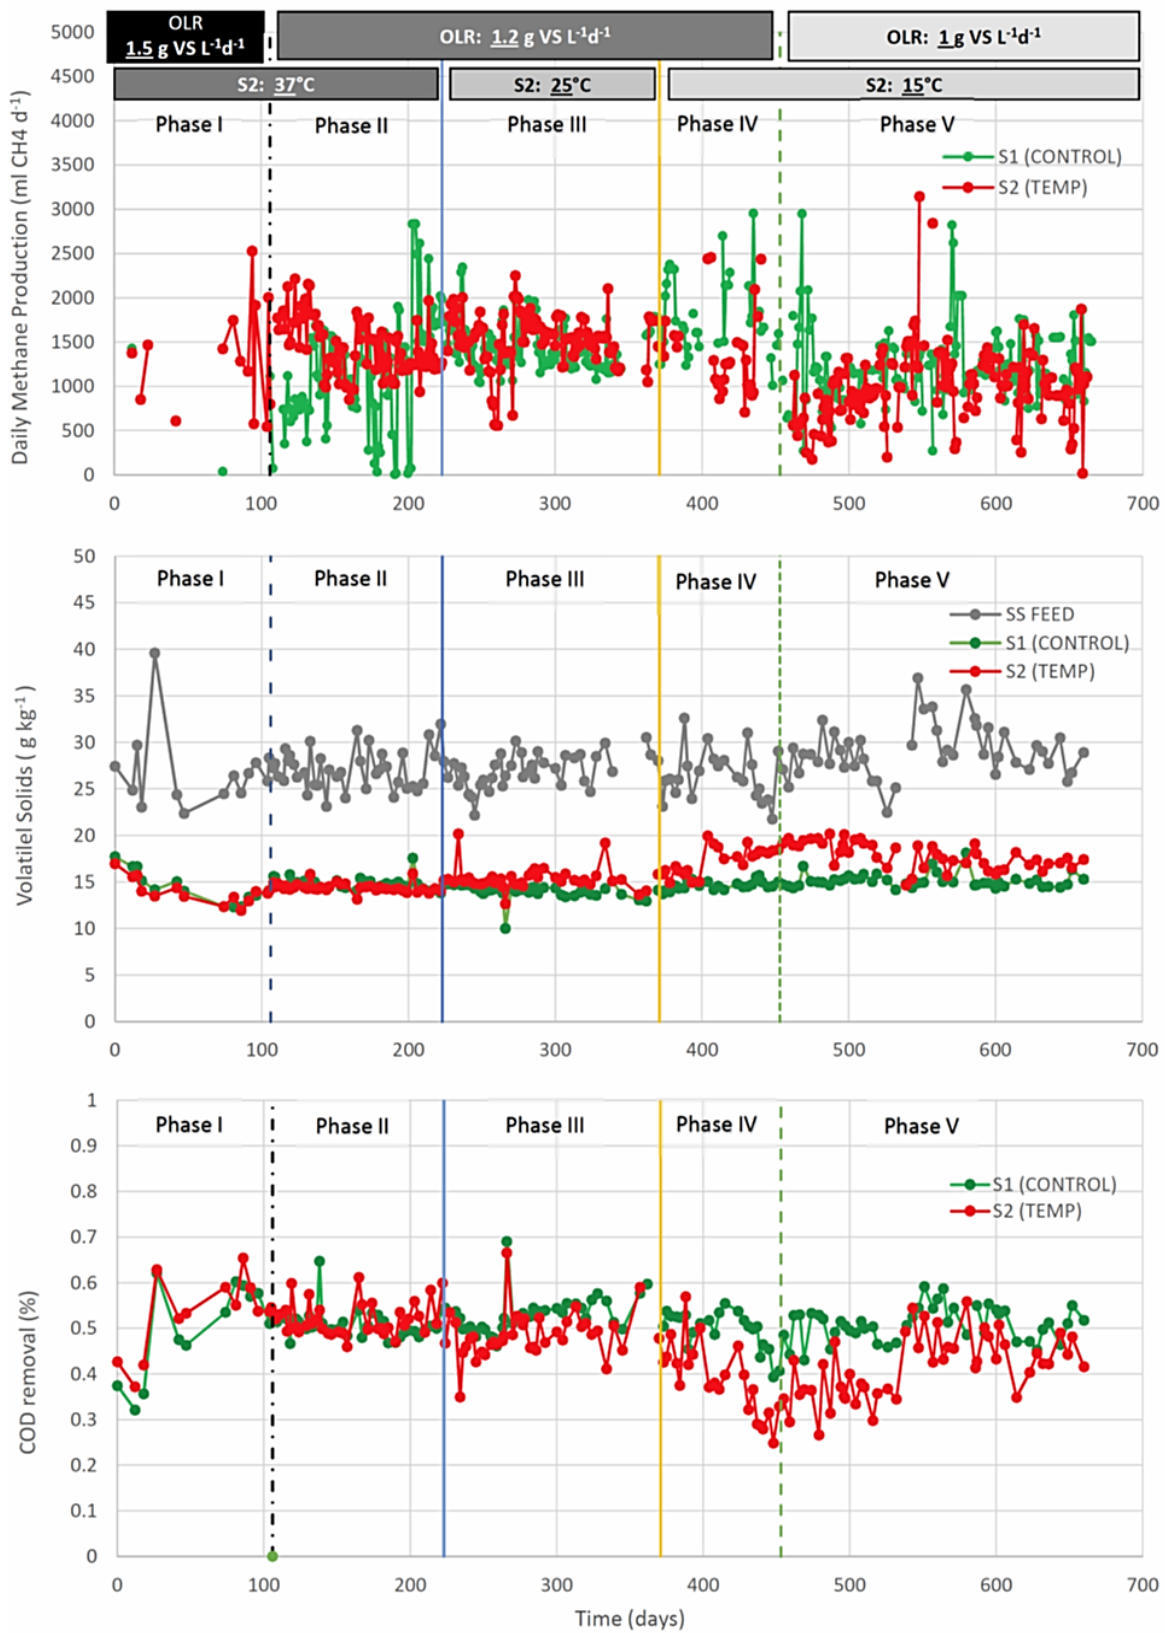 OLR
1.5 g VS L⁻¹d⁻¹
OLR: 1.2 g VS L⁻¹d⁻¹
OLR: 1 g VS L⁻¹d⁻¹
S2: 37°C
S2: 25°C
S2: 15°C
Phase I
Phase II
Phase III
Phase IV
Phase V
S1 (CONTROL)
S2 (TEMP)
Daily Methane Production (ml CH4 d⁻¹)
5000
4500
4000
3500
3000
2500
2000
1500
1000
500
0
0 100 200 300 400 500 600 700
Phase I
Phase II
Phase III
Phase IV
Phase V
SS FEED
S1 (CONTROL)
S2 (TEMP)
Volatilel Solids ( g kg⁻¹ )
50
45
40
35
30
25
20
15
10
5
0
0 100 200 300 400 500 600 700
Phase I
Phase II
Phase III
Phase IV
Phase V
S1 (CONTROL)
S2 (TEMP)
COD removal (%)
1
0.9
0.8
0.7
0.6
0.5
0.4
0.3
0.2
0.1
0
0 100 200 300 400 500 600 700
Time (days)